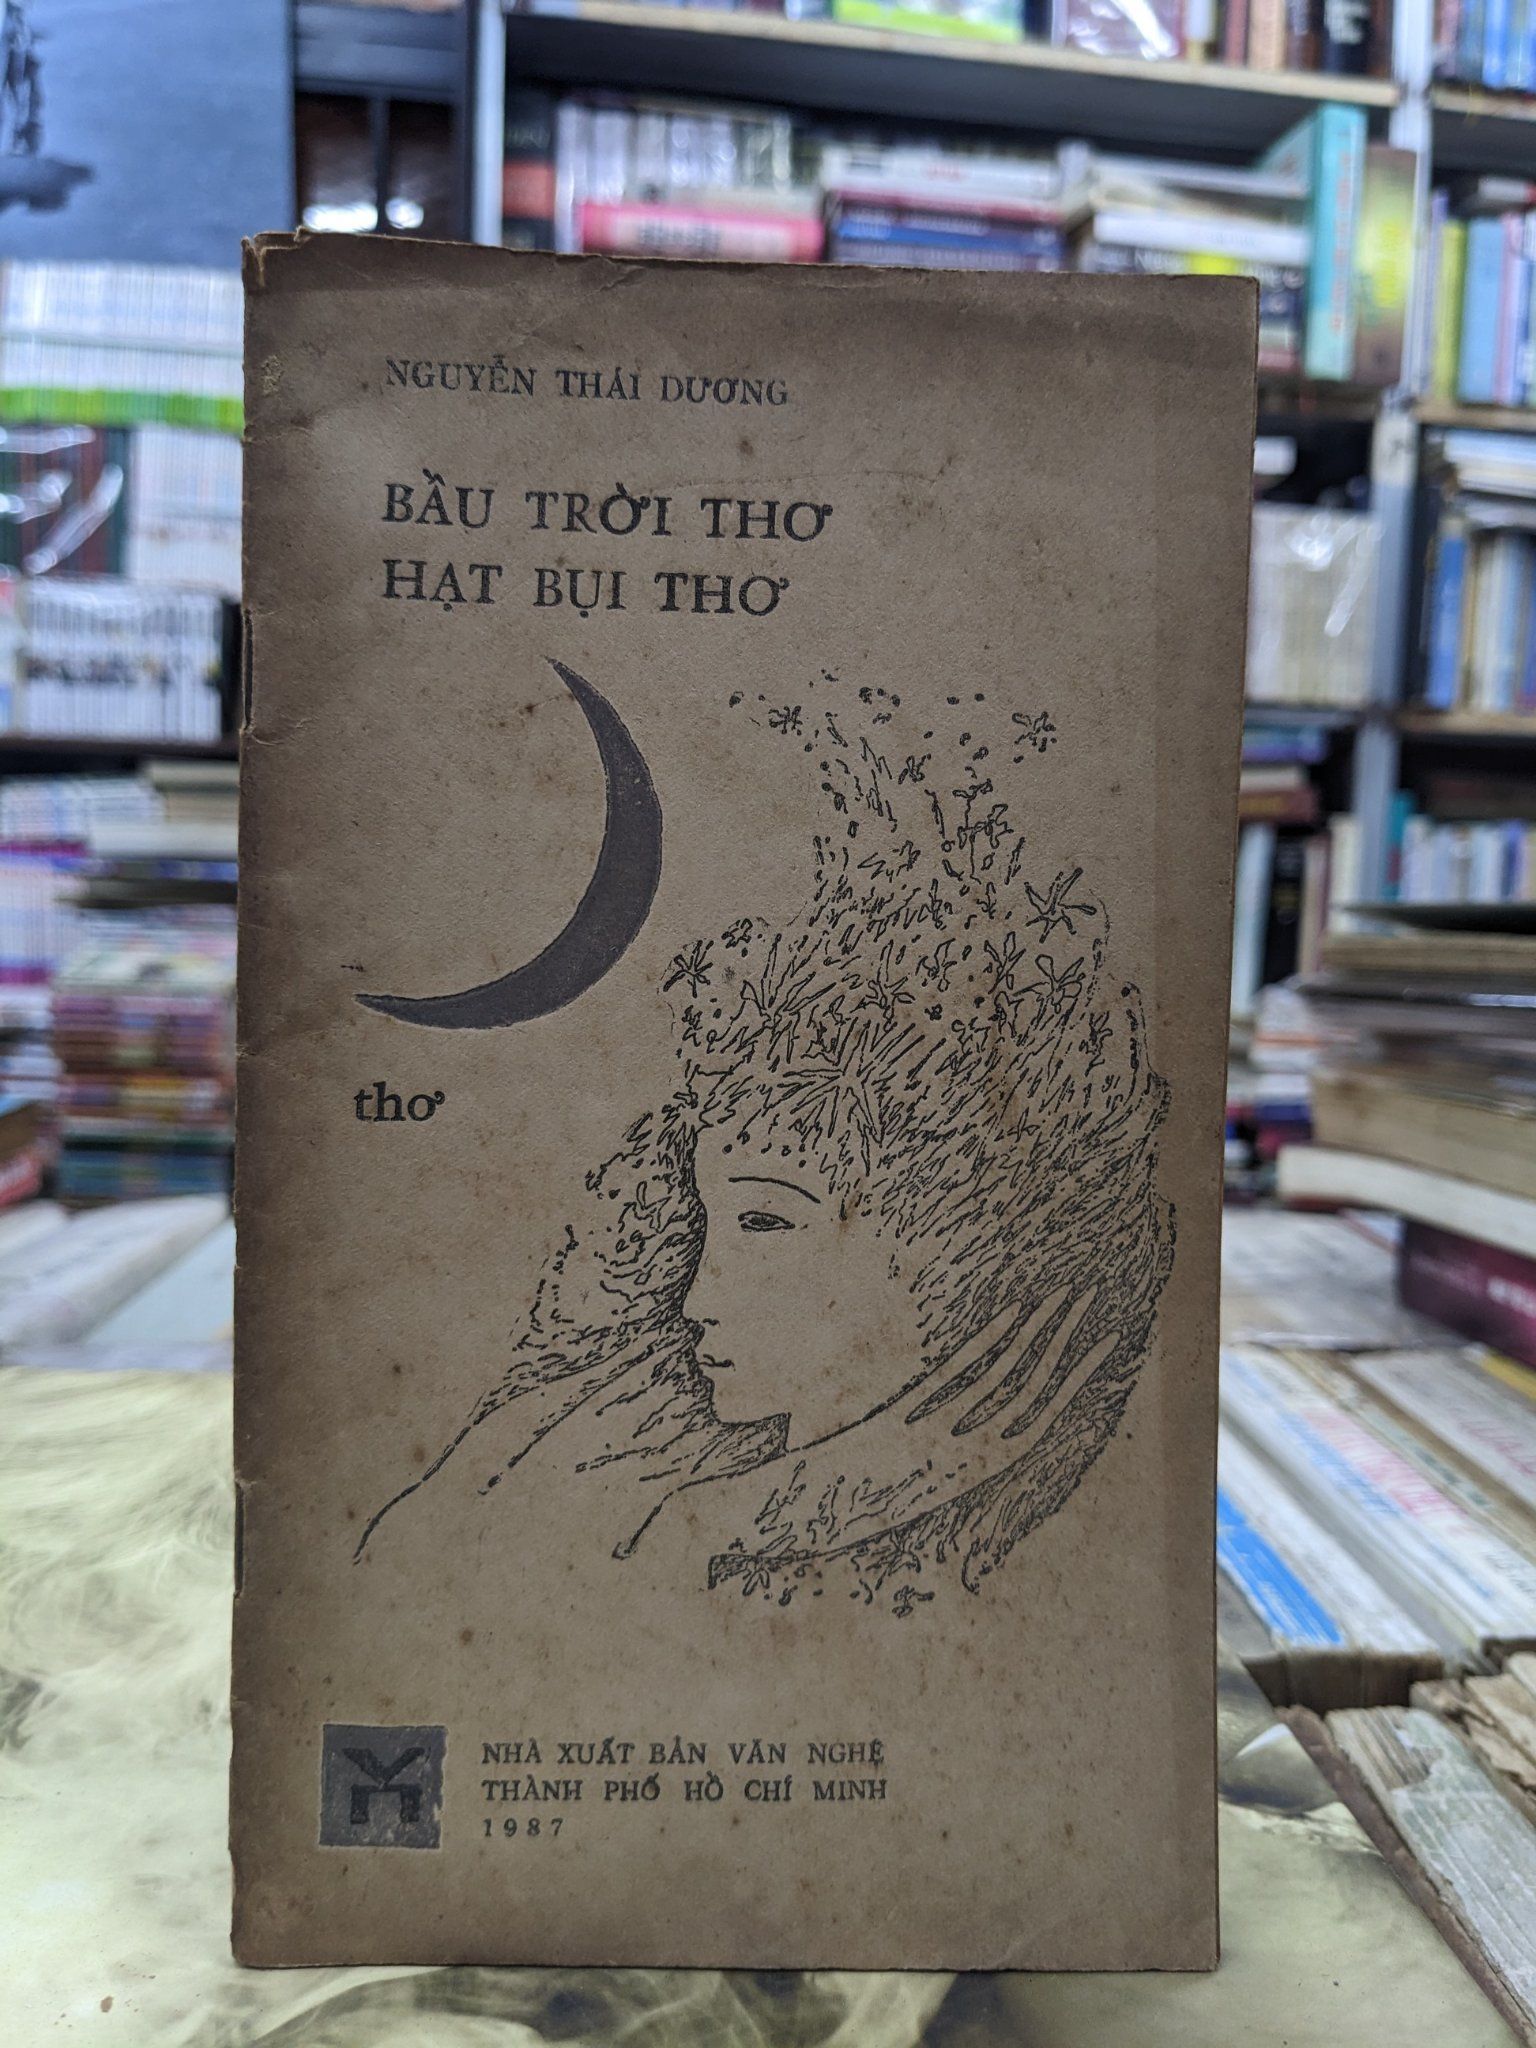 NGUYỄN THÁI DƯƠNG
BẦU TRỜI THƠ
HẠT BỤI THƠ
thơ
VN
NHÀ XUẤT BẢN VĂN NGHỆ
THÀNH PHỐ HỒ CHÍ MINH
1987